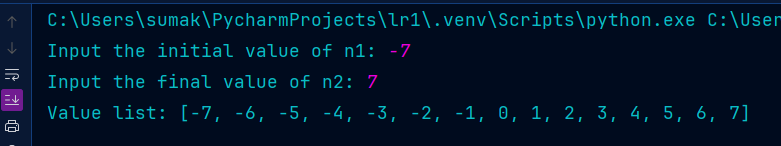 C:\Users\sumak\PycharmProjects\lr1\.venv\Scripts\python.exe C:\User
Input the initial value of n1: -7
Input the final value of n2: 7
Value list: [-7, -6, -5, -4, -3, -2, -1, 0, 1, 2, 3, 4, 5, 6, 7]